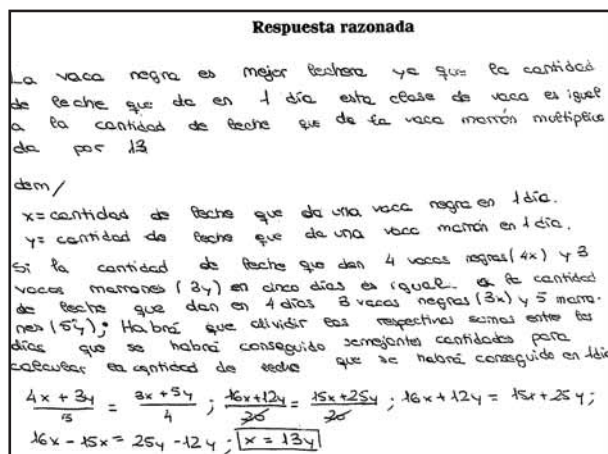 Respuesta razonada
La vaca negra es mejor lechera ya que la cantidad
de leche que da en 1 día esta clase de vaca es igual
a la cantidad de leche que da la vaca marrón multiplica
da por 13
dem/
x = cantidad de leche que da una vaca negra en 1 día.
y = cantidad de leche que da una vaca marrón en 1 día.
Si la cantidad de leche que dan 4 vacas negras (4x) y 3
vacas marrones (3y) en cinco días es igual a la cantidad
de leche que dan en 4 días 3 vacas negras (3x) y 5 marro-
nes (5y); Habrá que dividir las respectivas sumas entre los
días que se habrá conseguido semejantes cantidades para
calcular la cantidad de leche que se habrá conseguido en 1 día
(4x + 3y)/5 = (3x + 5y)/4 ; (16x + 12y)/20 = (15x + 25y)/20 ; 16x + 12y = 15x + 25y ;
16x - 15x = 25y - 12y ; x = 13y